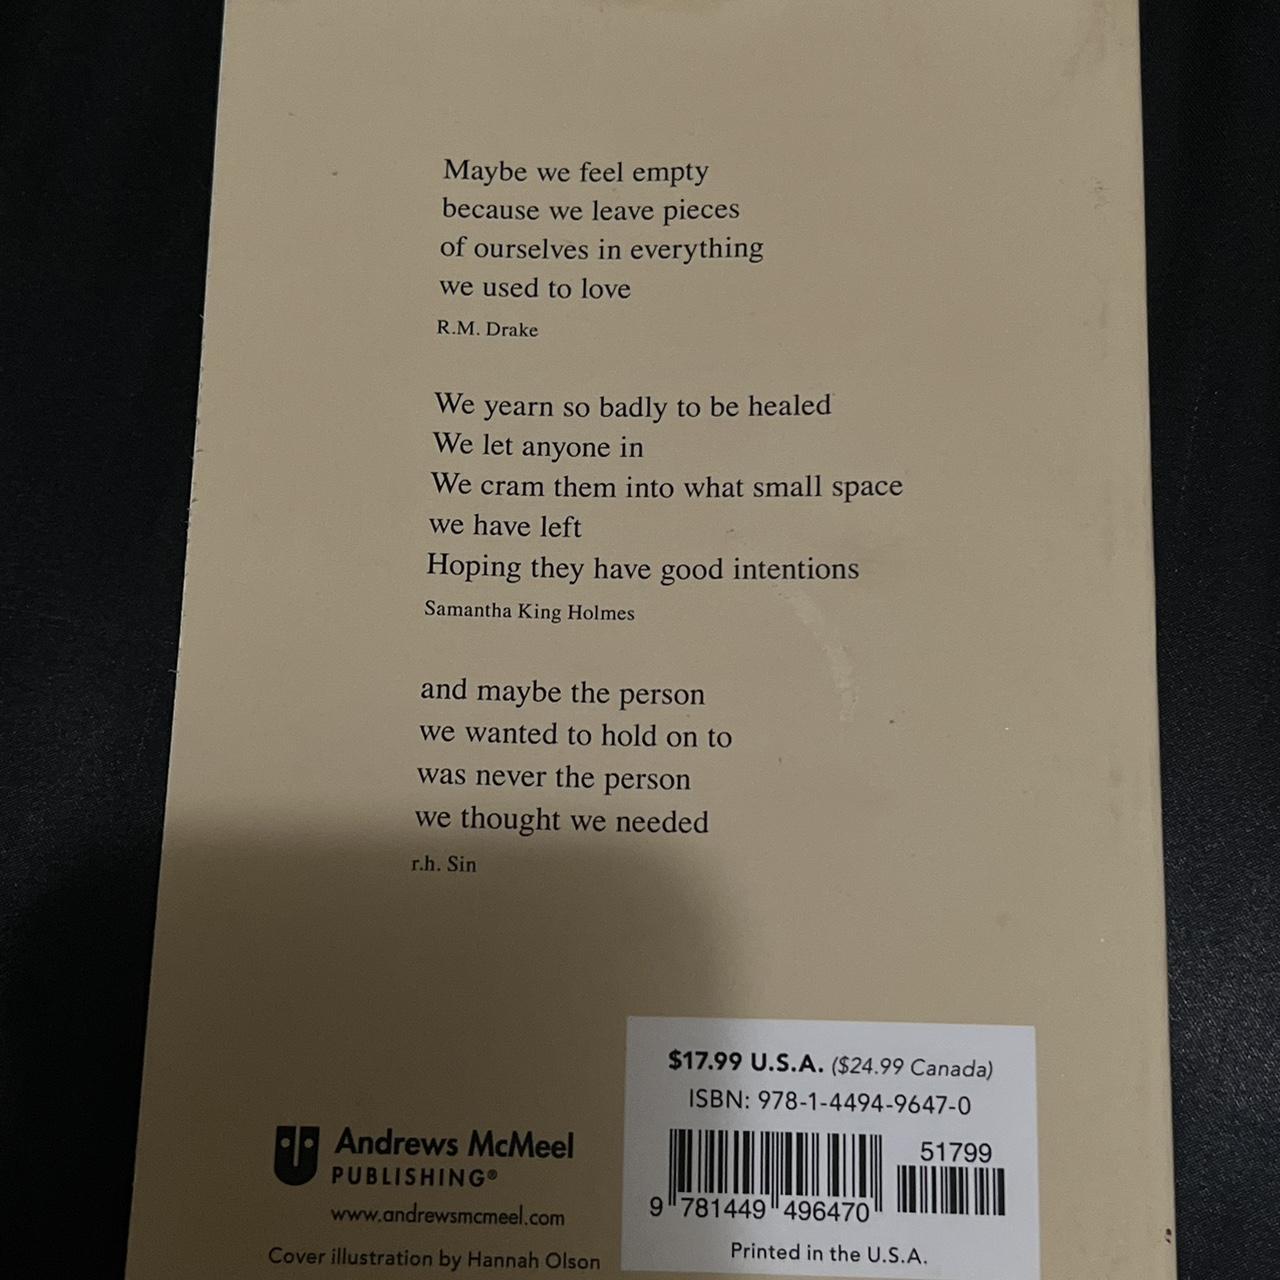 Maybe we feel empty
because we leave pieces
of ourselves in everything
we used to love
R.M. Drake
We yearn so badly to be healed
We let anyone in
We cram them into what small space
we have left
Hoping they have good intentions
Samantha King Holmes
and maybe the person
we wanted to hold on to
was never the person
we thought we needed
r.h. Sin
Andrews McMeel
PUBLISHING®
www.andrewsmcmeel.com
Cover illustration by Hannah Olson
$17.99 U.S.A. ($24.99 Canada)
ISBN: 978-1-4494-9647-0
51799
9 781449 496470
Printed in the U.S.A.